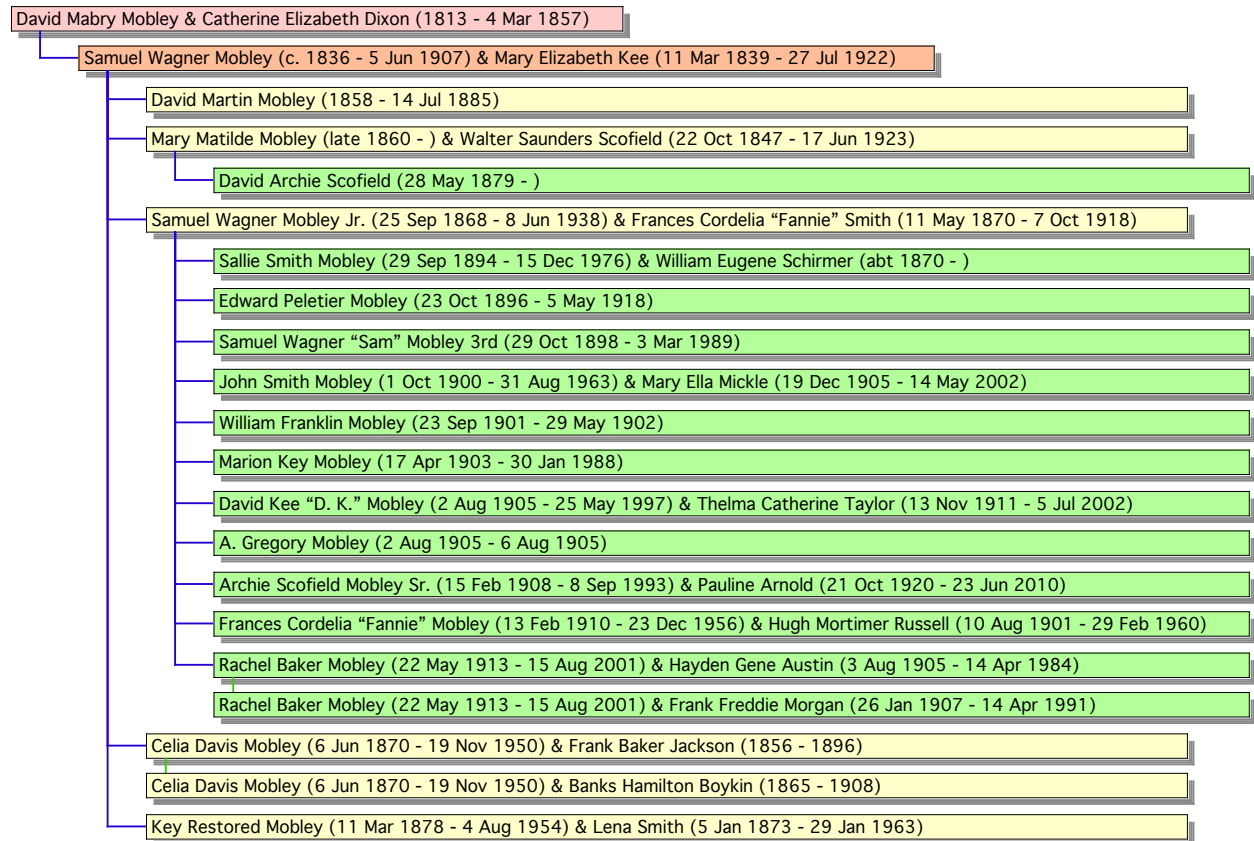 David Mabry Mobley & Catherine Elizabeth Dixon (1813 - 4 Mar 1857)
Samuel Wagner Mobley (c. 1836 - 5 Jun 1907) & Mary Elizabeth Kee (11 Mar 1839 - 27 Jul 1922)
David Martin Mobley (1858 - 14 Jul 1885)
Mary Matilde Mobley (late 1860 - ) & Walter Saunders Scofield (22 Oct 1847 - 17 Jun 1923)
David Archie Scofield (28 May 1879 - )
Samuel Wagner Mobley Jr. (25 Sep 1868 - 8 Jun 1938) & Frances Cordelia “Fannie” Smith (11 May 1870 - 7 Oct 1918)
Sallie Smith Mobley (29 Sep 1894 - 15 Dec 1976) & William Eugene Schirmer (abt 1870 - )
Edward Peletier Mobley (23 Oct 1896 - 5 May 1918)
Samuel Wagner “Sam” Mobley 3rd (29 Oct 1898 - 3 Mar 1989)
John Smith Mobley (1 Oct 1900 - 31 Aug 1963) & Mary Ella Mickle (19 Dec 1905 - 14 May 2002)
William Franklin Mobley (23 Sep 1901 - 29 May 1902)
Marion Key Mobley (17 Apr 1903 - 30 Jan 1988)
David Kee “D. K.” Mobley (2 Aug 1905 - 25 May 1997) & Thelma Catherine Taylor (13 Nov 1911 - 5 Jul 2002)
A. Gregory Mobley (2 Aug 1905 - 6 Aug 1905)
Archie Scofield Mobley Sr. (15 Feb 1908 - 8 Sep 1993) & Pauline Arnold (21 Oct 1920 - 23 Jun 2010)
Frances Cordelia “Fannie” Mobley (13 Feb 1910 - 23 Dec 1956) & Hugh Mortimer Russell (10 Aug 1901 - 29 Feb 1960)
Rachel Baker Mobley (22 May 1913 - 15 Aug 2001) & Hayden Gene Austin (3 Aug 1905 - 14 Apr 1984)
Rachel Baker Mobley (22 May 1913 - 15 Aug 2001) & Frank Freddie Morgan (26 Jan 1907 - 14 Apr 1991)
Celia Davis Mobley (6 Jun 1870 - 19 Nov 1950) & Frank Baker Jackson (1856 - 1896)
Celia Davis Mobley (6 Jun 1870 - 19 Nov 1950) & Banks Hamilton Boykin (1865 - 1908)
Key Restored Mobley (11 Mar 1878 - 4 Aug 1954) & Lena Smith (5 Jan 1873 - 29 Jan 1963)